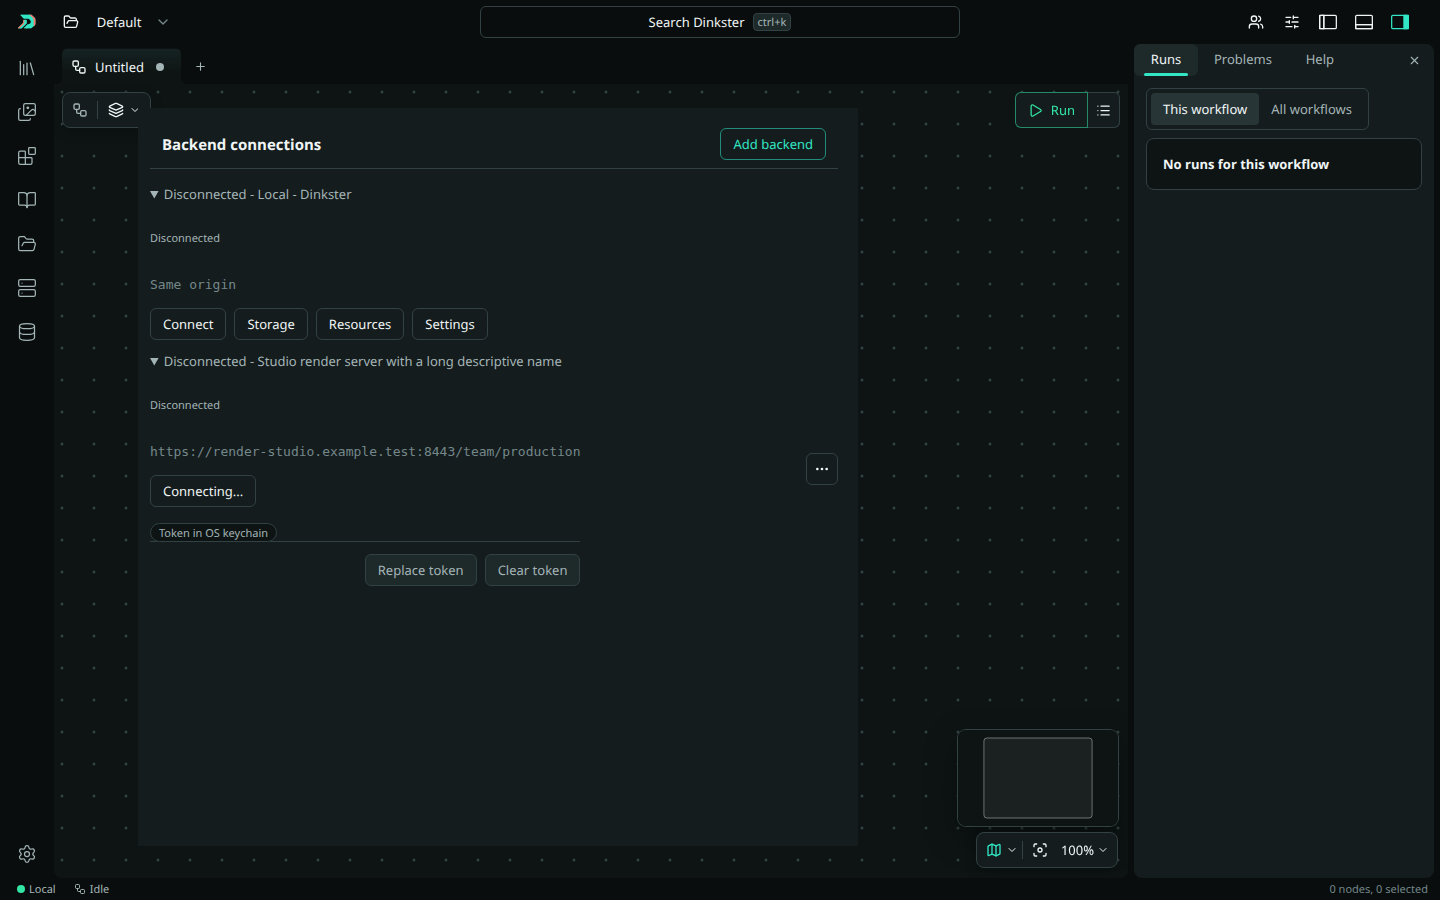 Default
Search Dinkster ctrl+k
Untitled
Run
Runs Problems Help
This workflow All workflows
No runs for this workflow
Backend connections
Add backend
Disconnected - Local - Dinkster
Disconnected
Same origin
Connect Storage Resources Settings
Disconnected - Studio render server with a long descriptive name
Disconnected
https://render-studio.example.test:8443/team/production
Connecting...
Token in OS keychain
Replace token Clear token
100%
Local Idle
0 nodes, 0 selected